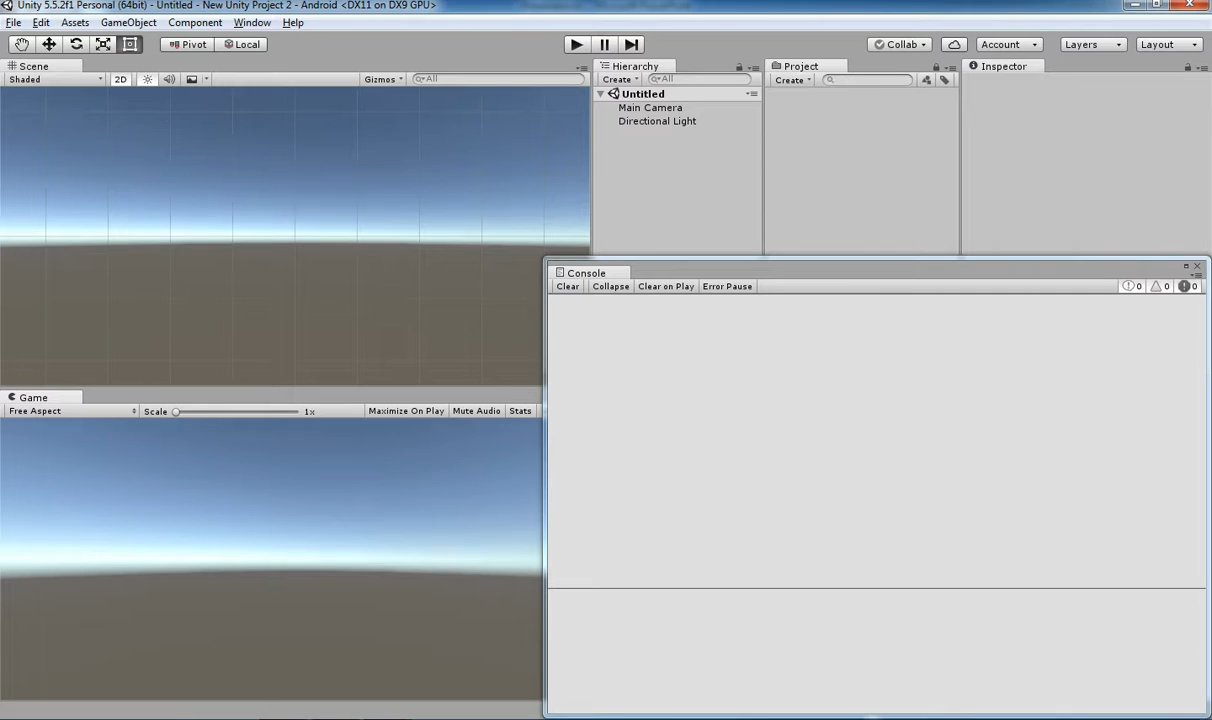 Unity 5.5.2f1 Personal (64bit) - Untitled - New Unity Project 2 - Android <DX11 on DX9 GPU>
File Edit Assets GameObject Component Window Help
Pivot Local Collab Account Layers Layout
Scene Hierarchy Project Inspector
Shaded 2D Gizmos All Create All Create
Untitled
Main Camera
Directional Light
Console
Clear Collapse Clear on Play Error Pause 0 0 0
Game
Free Aspect Scale 1x Maximize On Play Mute Audio Stats